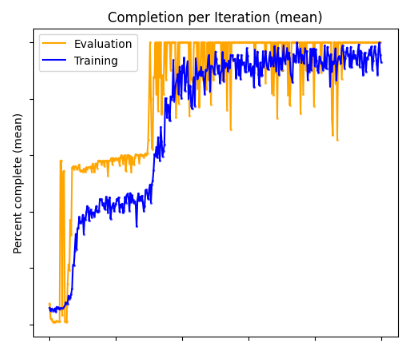 Completion per Iteration (mean)
Evaluation
Training
Percent complete (mean)